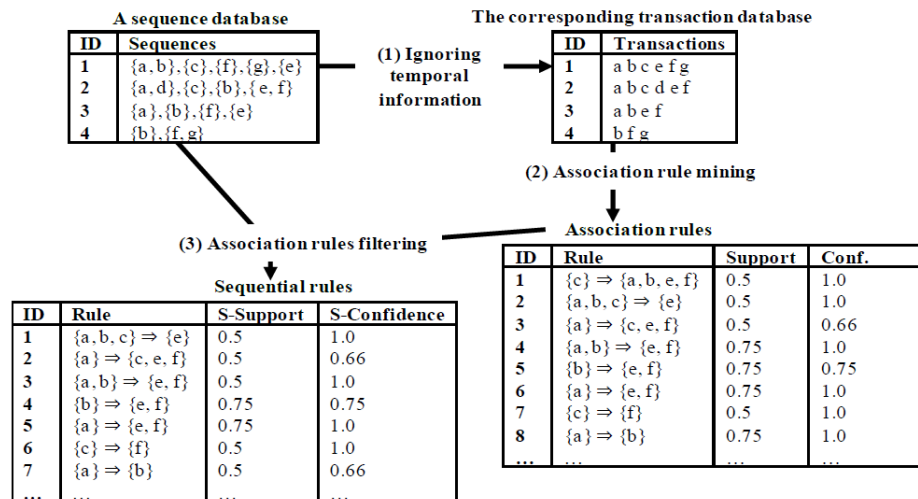 A sequence database
ID Sequences
1 {a,b},{c},{f},{g},{e}
2 {a,d},{c},{b},{e,f}
3 {a},{b},{f},{e}
4 {b},{f,g}
(1) Ignoring
temporal
information
The corresponding transaction database
ID Transactions
1 a b c e f g
2 a b c d e f
3 a b e f
4 b f g
(2) Association rule mining
(3) Association rules filtering
Association rules
ID Rule Support Conf.
1 {c} ⇒ {a, b, e, f} 0.5 1.0
2 {a, b, c} ⇒ {e} 0.5 1.0
3 {a} ⇒ {c, e, f} 0.5 0.66
4 {a, b} ⇒ {e, f} 0.75 1.0
5 {b} ⇒ {e, f} 0.75 0.75
6 {a} ⇒ {e, f} 0.75 1.0
7 {c} ⇒ {f} 0.5 1.0
8 {a} ⇒ {b} 0.75 1.0
... ... ... ...
Sequential rules
ID Rule S-Support S-Confidence
1 {a, b, c} ⇒ {e} 0.5 1.0
2 {a} ⇒ {c, e, f} 0.5 0.66
3 {a, b} ⇒ {e, f} 0.5 1.0
4 {b} ⇒ {e, f} 0.75 0.75
5 {a} ⇒ {e, f} 0.75 1.0
6 {c} ⇒ {f} 0.5 1.0
7 {a} ⇒ {b} 0.5 0.66
... ... ... ...